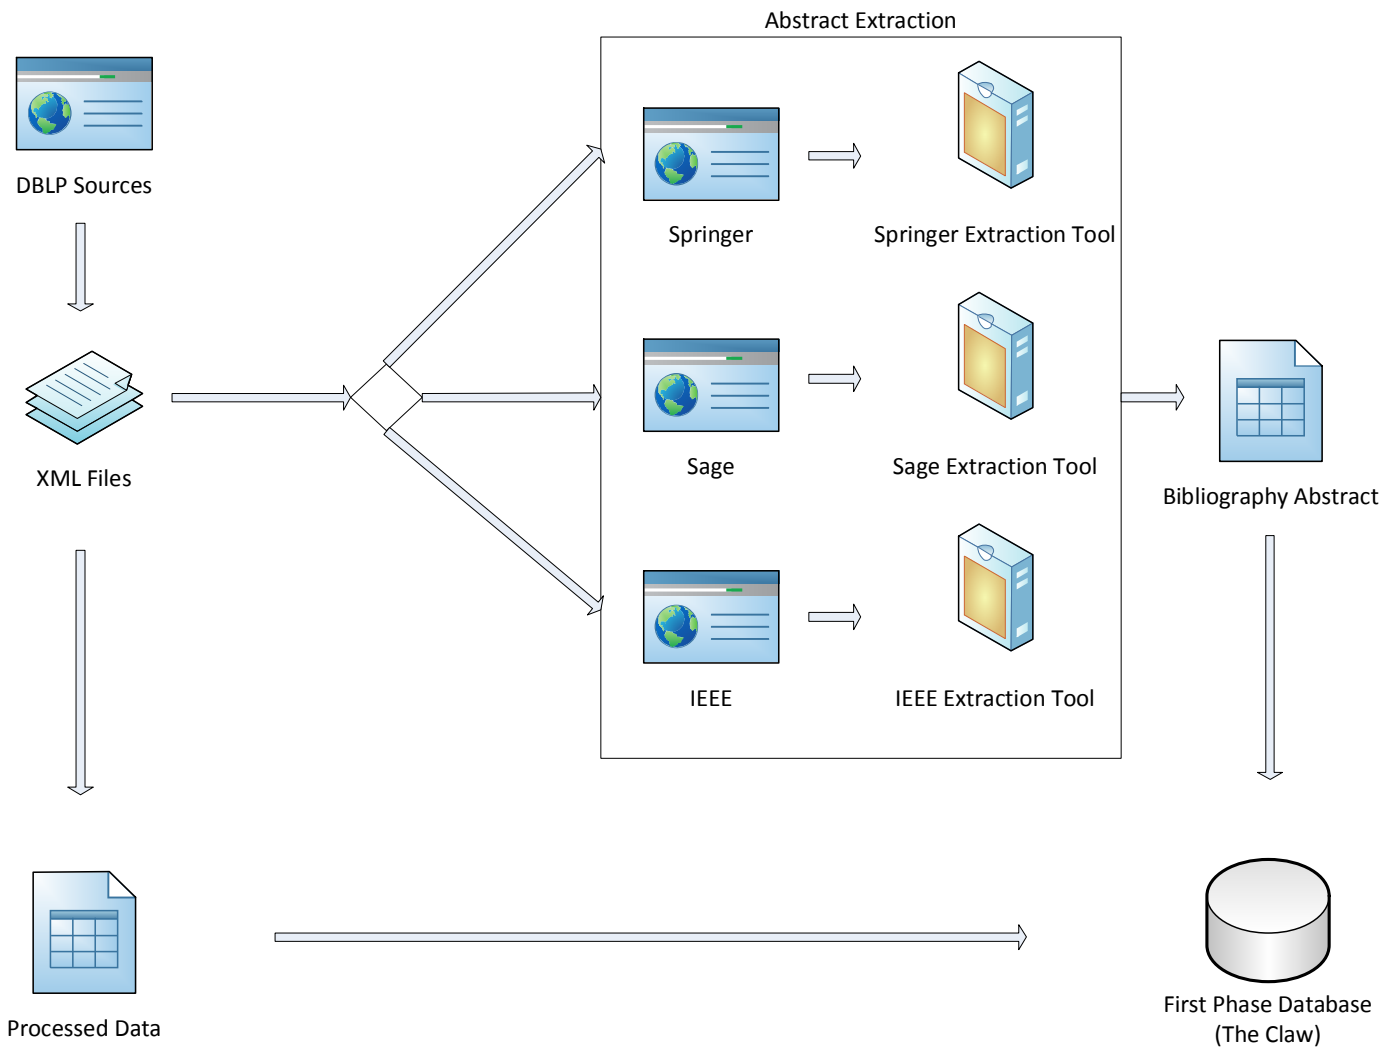 Abstract Extraction
DBLP Sources
Springer
Springer Extraction Tool
XML Files
Sage
Sage Extraction Tool
Bibliography Abstract
IEEE
IEEE Extraction Tool
Processed Data
First Phase Database
(The Claw)